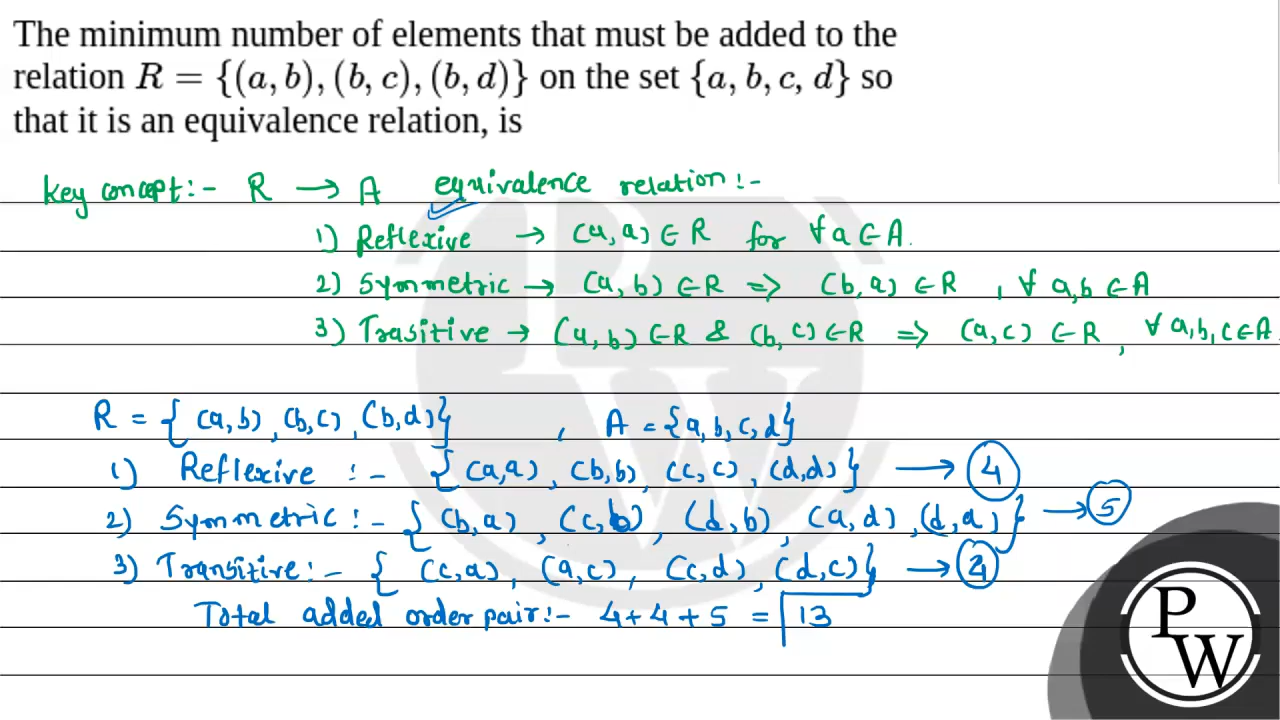 The minimum number of elements that must be added to the
relation R = {(a, b), (b, c), (b, d)} on the set {a, b, c, d} so
that it is an equivalence relation, is
Key concept:- R → A equivalence relation:-
1) Reflexive → (a,a) ∈ R for ∀ a ∈ A.
2) Symmetric → (a, b) ∈ R => (b, a) ∈ R , ∀ a,b ∈ A
3) Trasitive → (a, b) ∈ R & (b, c) ∈ R => (a, c) ∈ R, ∀ a,b, c ∈ A.
R = { (a, b), (b, c), (b, d)} , A = {a, b, c, d}
1) Reflexive :- { (a,a), (b, b), (c, c), (d,d)} → 4
2) Symmetric :- { (b, a), (c, b), (d, b), (a, d), (d, a)} → 5
3) Transitive:- { (c, a), (a, c), (c, d), (d, c)} → 4
Total added order pair:- 4 + 4 + 5 = 13
P
W